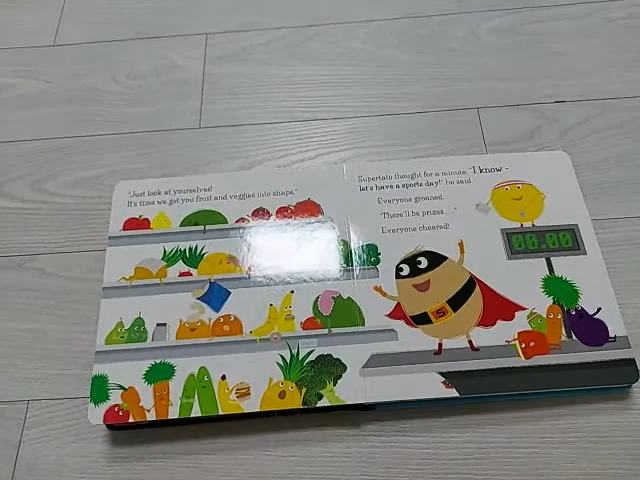 "Just look at yourselves!
It's time we got you fruit and veggies into shape."
Supertato thought for a minute. "I know –
let's have a sports day!" he said.
Everyone groaned.
"There'll be prizes . . ."
Everyone cheered!
00.00
S